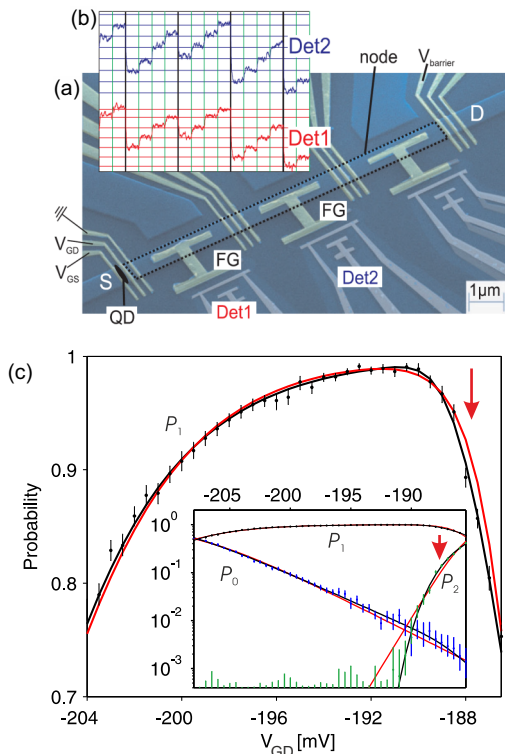 (b)
Det2
Det1
(a)
node
V_barrier
D
V_GD
V_GS
S
QD
FG
FG
Det1
Det2
1μm
(c)
1
0.9
0.8
0.7
Probability
P_1
-205
-200
-195
-190
10^0
10^-1
10^-2
10^-3
P_1
P_0
P_2
-204
-200
-196
-192
-188
V_GD [mV]